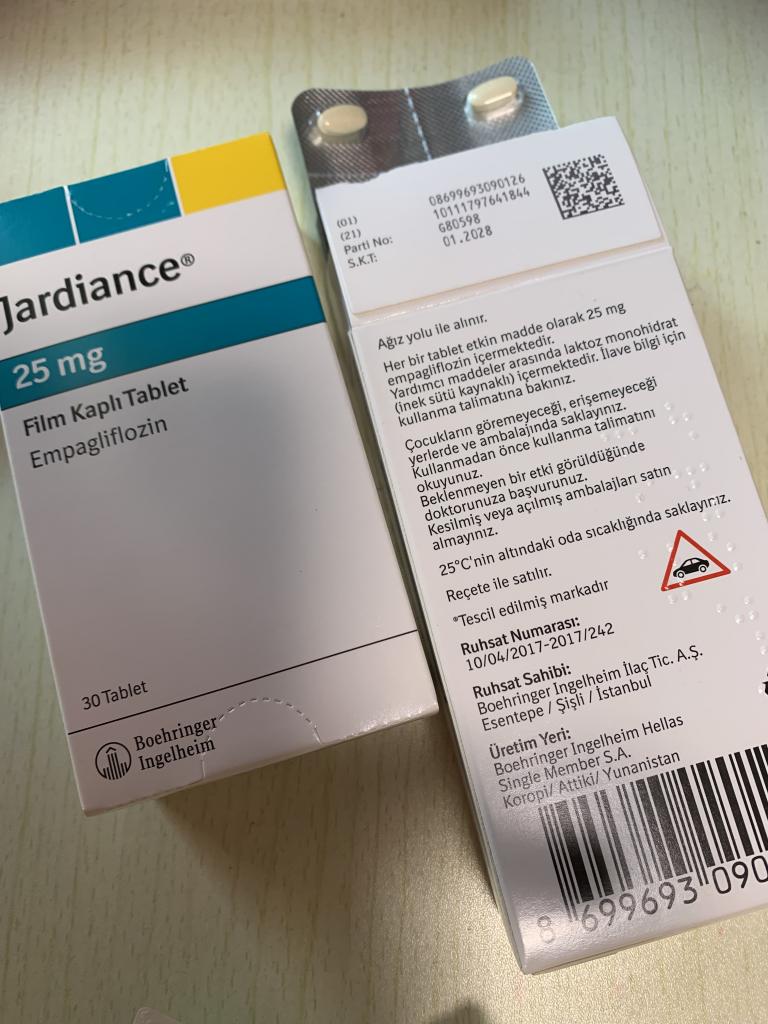 Jardiance®
25 mg
Film Kaplı Tablet
Empagliflozin
30 Tablet
Boehringer
Ingelheim
(01) 08699693090126
(21) 10111797641844
Parti No: G80598
S.K.T: 01.2028
Ağız yolu ile alınır.
Her bir tablet etkin madde olarak 25 mg
empagliflozin içermektedir.
Yardımcı maddeler arasında laktoz monohidrat
(inek sütü kaynaklı) içermektedir. İlave bilgi için
kullanma talimatına bakınız.
Çocukların göremeyeceği, erişemeyeceği
yerlerde ve ambalajında saklayınız.
Kullanmadan önce kullanma talimatını
okuyunuz.
Beklenmeyen bir etki görüldüğünde
doktorunuza başvurunuz.
Kesilmiş veya açılmış ambalajları satın
almayınız.
25°C'nin altındaki oda sıcaklığında saklayınız.
Reçete ile satılır.
®Tescil edilmiş markadır
Ruhsat Numarası:
10/04/2017-2017/242
Ruhsat Sahibi:
Boehringer Ingelheim İlaç Tic. A.Ş.
Esentepe / Şişli / İstanbul
Üretim Yeri:
Boehringer Ingelheim Hellas
Single Member S.A.
Koropi/ Attiki/ Yunanistan
8 699693 090